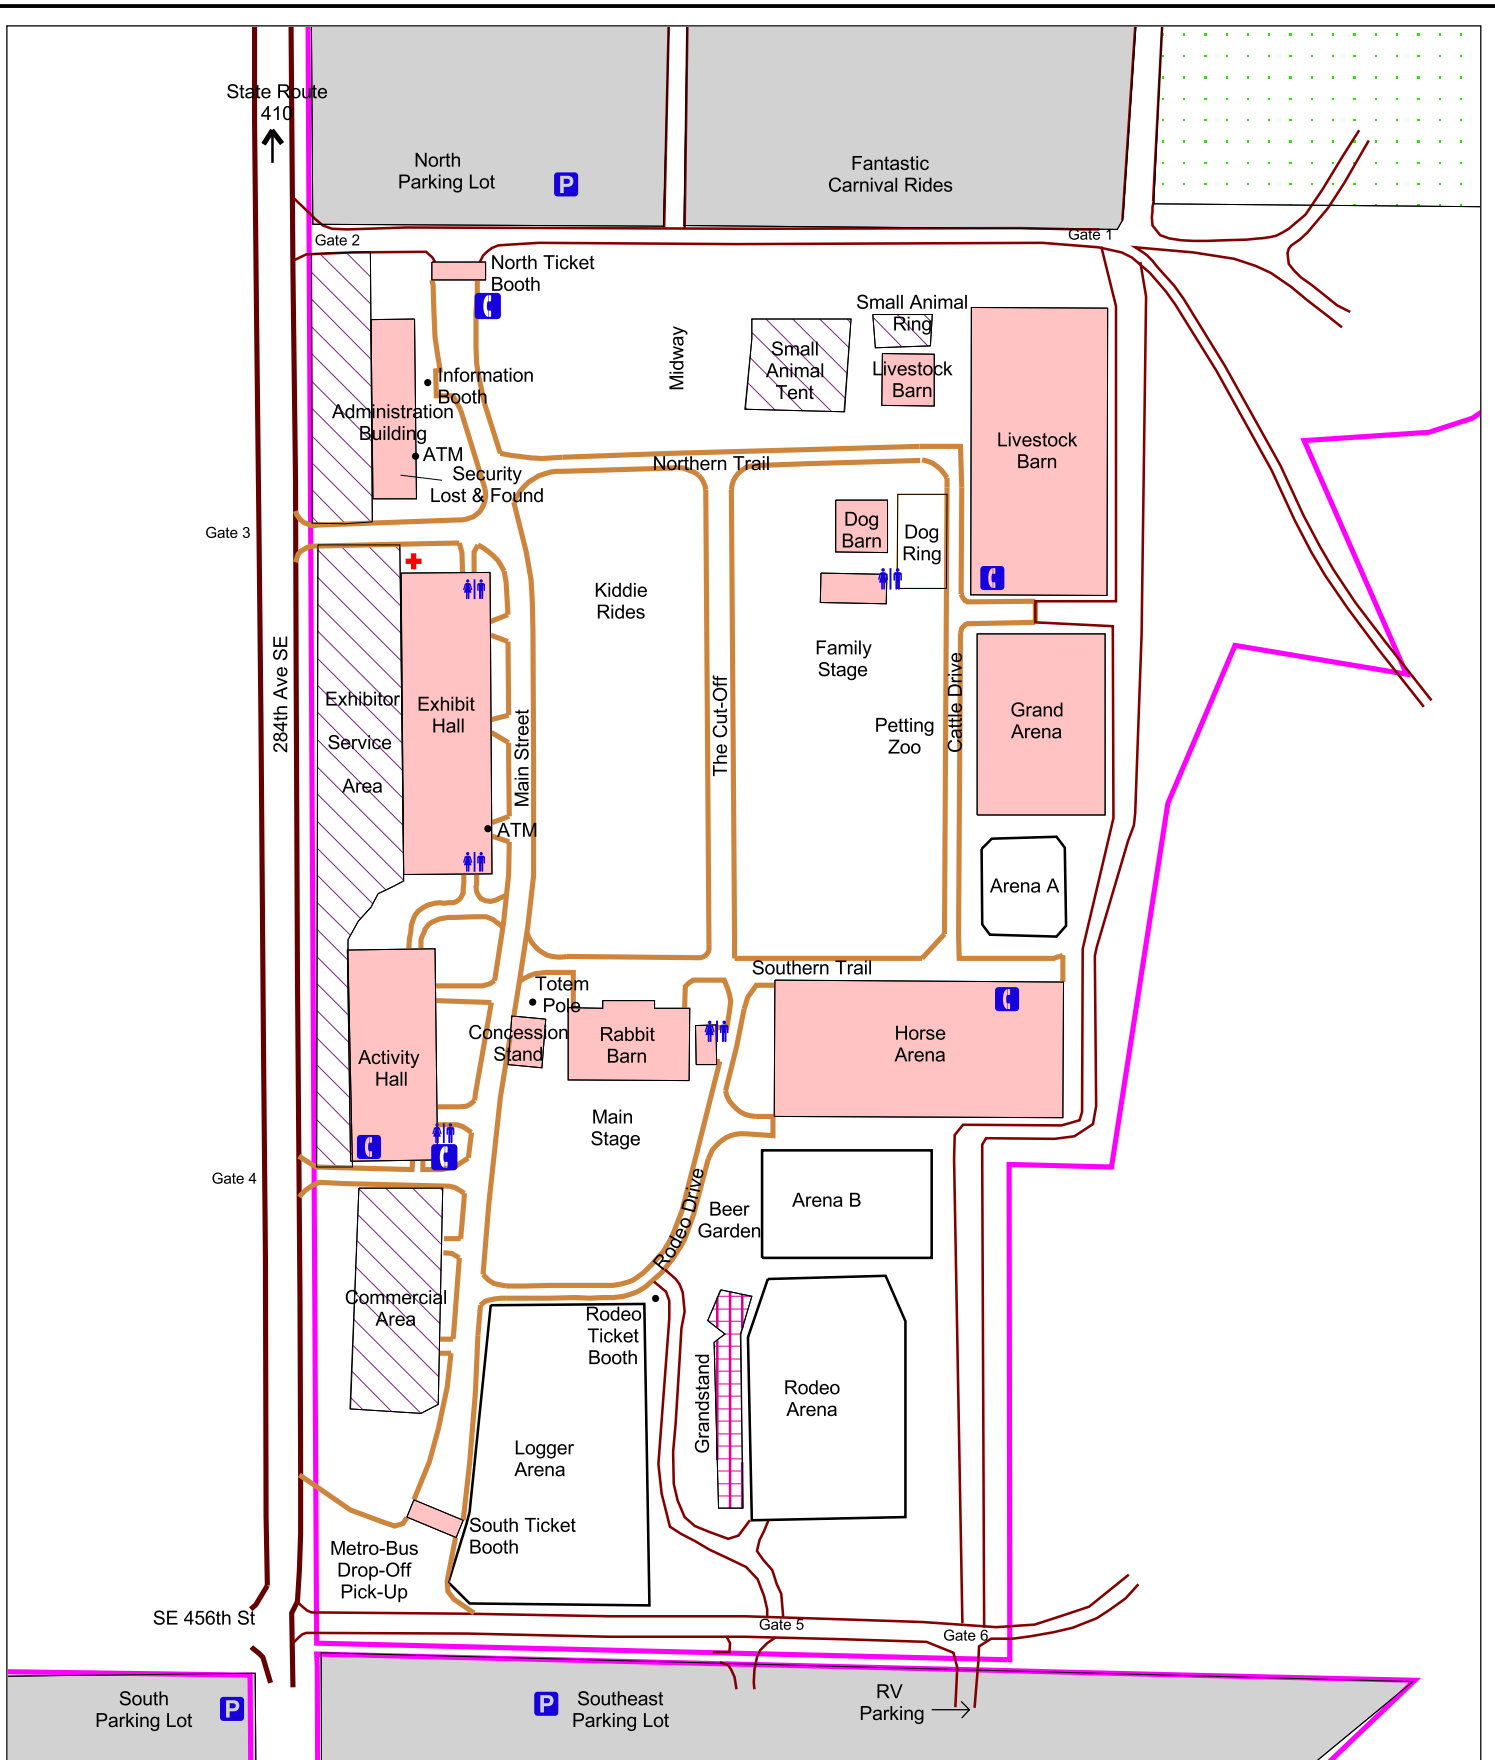 State Route
410
North
Parking Lot
P
Fantastic
Carnival Rides
Gate 2
Gate 1
North Ticket
Booth
Small Animal
Ring
Midway
Small
Animal
Tent
Livestock
Barn
Information
Booth
Administration
Building
ATM
Security
Lost & Found
Livestock
Barn
Northern Trail
Gate 3
Dog
Barn
Dog
Ring
Kiddie
Rides
Family
Stage
284th Ave SE
Exhibitor
Service
Area
Exhibit
Hall
Main Street
The Cut-Off
Petting
Zoo
Cattle Drive
Grand
Arena
ATM
Arena A
Southern Trail
Totem
Pole
Concession
Stand
Rabbit
Barn
Horse
Arena
Activity
Hall
Main
Stage
Gate 4
Rodeo Drive
Beer
Garden
Arena B
Commercial
Area
Rodeo
Ticket
Booth
Grandstand
Rodeo
Arena
Logger
Arena
South Ticket
Booth
Metro-Bus
Drop-Off
Pick-Up
SE 456th St
Gate 5
Gate 6
South
Parking Lot
P
P
Southeast
Parking Lot
RV
Parking